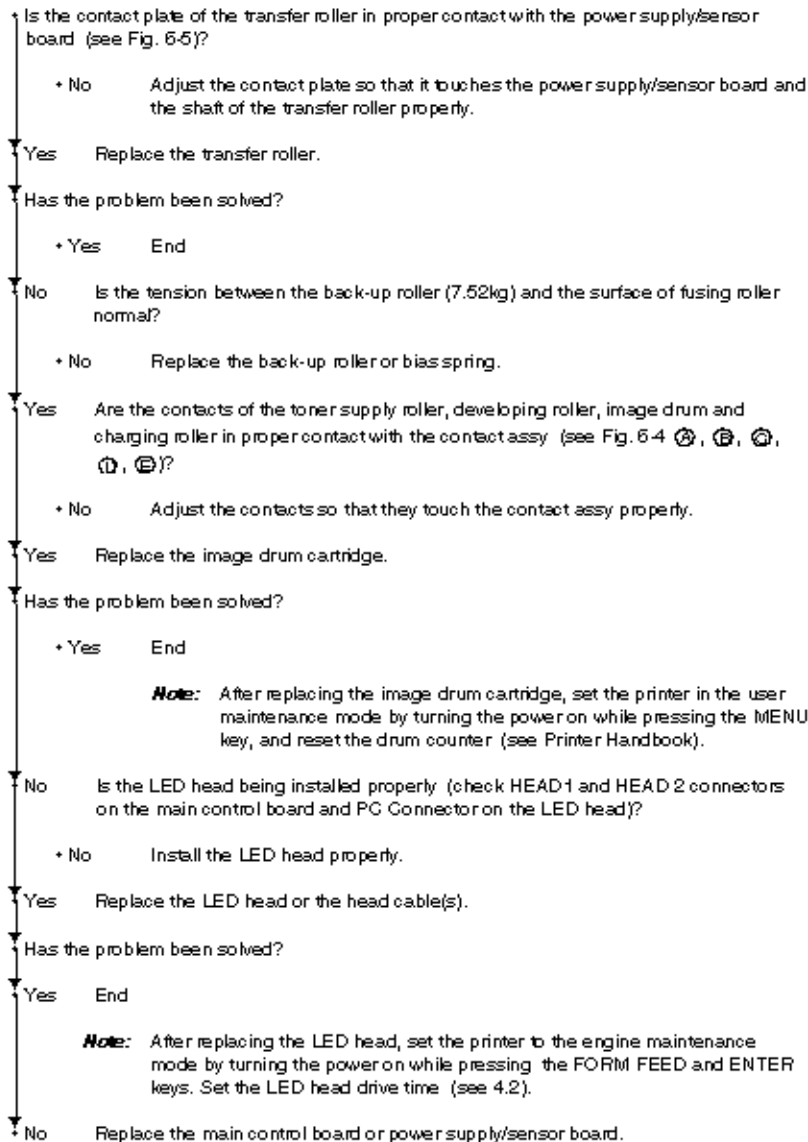 • Is the contact plate of the transfer roller in proper contact with the power supply/sensor
board (see Fig. 6-5)?
• No Adjust the contact plate so that it touches the power supply/sensor board and
the shaft of the transfer roller properly.
Yes Replace the transfer roller.
Has the problem been solved?
• Yes End
No Is the tension between the back-up roller (7.52kg) and the surface of fusing roller
normal?
• No Replace the back-up roller or bias spring.
Yes Are the contacts of the toner supply roller, developing roller, image drum and
charging roller in proper contact with the contact assy (see Fig. 6-4 Ⓐ, Ⓑ, Ⓒ,
Ⓓ, Ⓔ)?
• No Adjust the contacts so that they touch the contact assy properly.
Yes Replace the image drum cartridge.
Has the problem been solved?
• Yes End
Note: After replacing the image drum cartridge, set the printer in the user
maintenance mode by turning the power on while pressing the MENU
key, and reset the drum counter (see Printer Handbook).
No Is the LED head being installed properly (check HEAD1 and HEAD 2 connectors
on the main control board and PC Connector on the LED head)?
• No Install the LED head properly.
Yes Replace the LED head or the head cable(s).
Has the problem been solved?
Yes End
Note: After replacing the LED head, set the printer to the engine maintenance
mode by turning the power on while pressing the FORM FEED and ENTER
keys. Set the LED head drive time (see 4.2).
No Replace the main control board or power supply/sensor board.